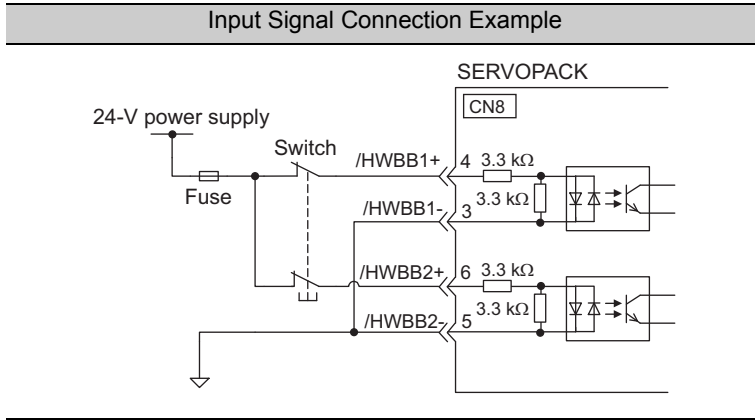 Input Signal Connection Example
SERVOPACK
CN8
24-V power supply
Switch
Fuse
/HWBB1+ 4 3.3 kΩ
3.3 kΩ
/HWBB1- 3
/HWBB2+ 6 3.3 kΩ
3.3 kΩ
/HWBB2- 5